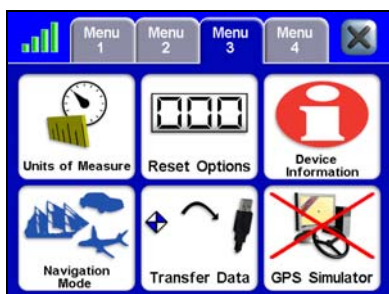 Menu 1
Menu 2
Menu 3
Menu 4
000
Units of Measure
Reset Options
Device
Information
Navigation
Mode
Transfer Data
GPS Simulator